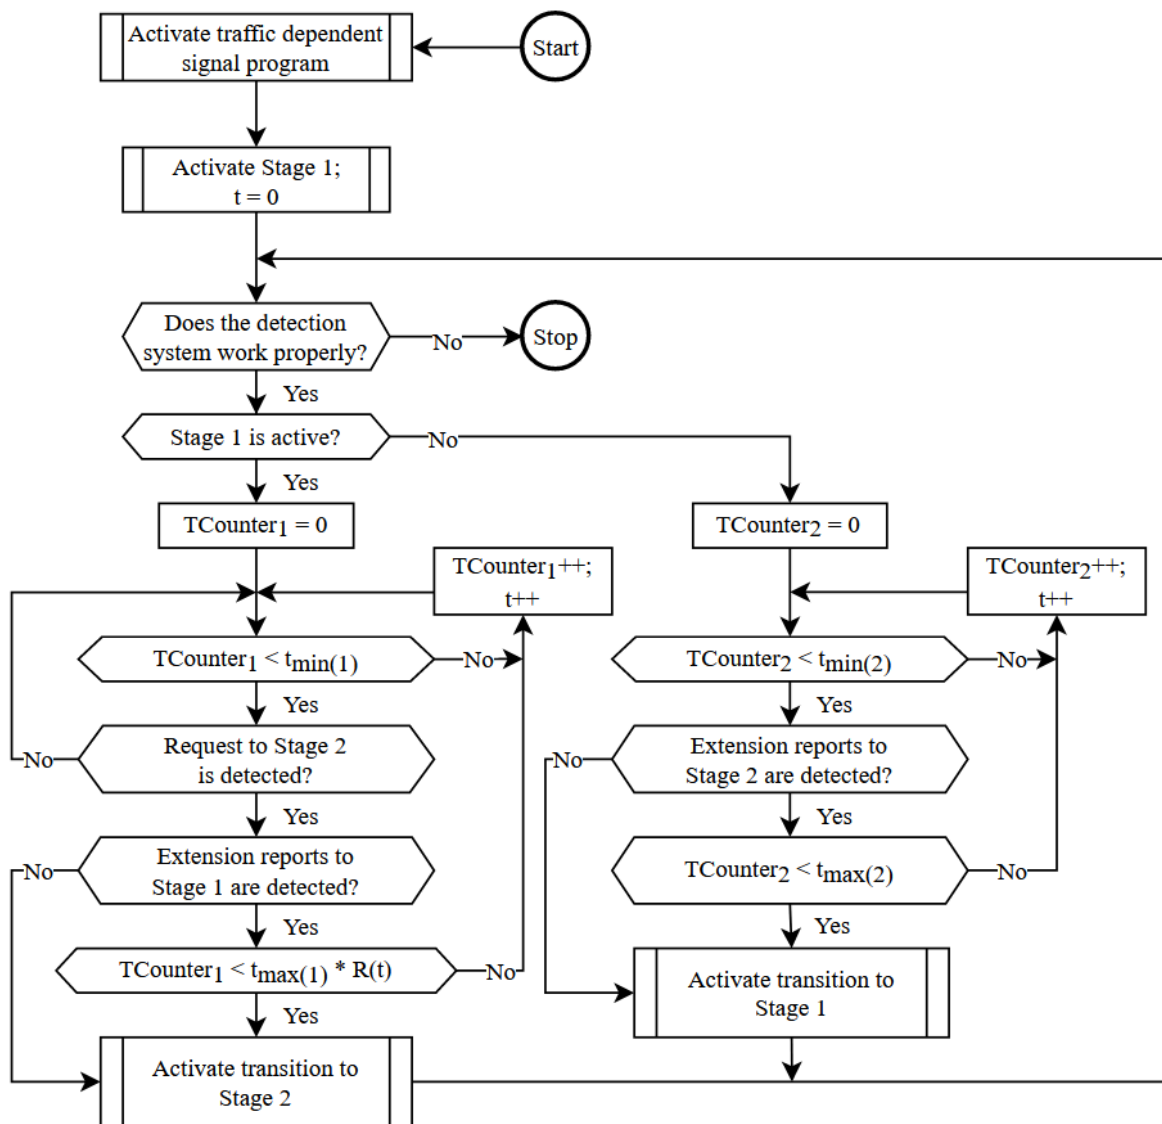 Activate traffic dependent
signal program
Start
Activate Stage 1;
t = 0
Does the detection
system work properly?
No
Stop
Yes
Stage 1 is active?
No
Yes
TCounter1 = 0
TCounter2 = 0
TCounter1++;
t++
TCounter2++;
t++
TCounter1 < tmin(1)
No
TCounter2 < tmin(2)
No
Yes
Yes
No
Request to Stage 2
is detected?
No
Extension reports to
Stage 2 are detected?
Yes
Yes
No
Extension reports to
Stage 1 are detected?
TCounter2 < tmax(2)
No
Yes
Yes
TCounter1 < tmax(1) * R(t)
No
Activate transition to
Stage 1
Yes
Activate transition to
Stage 2